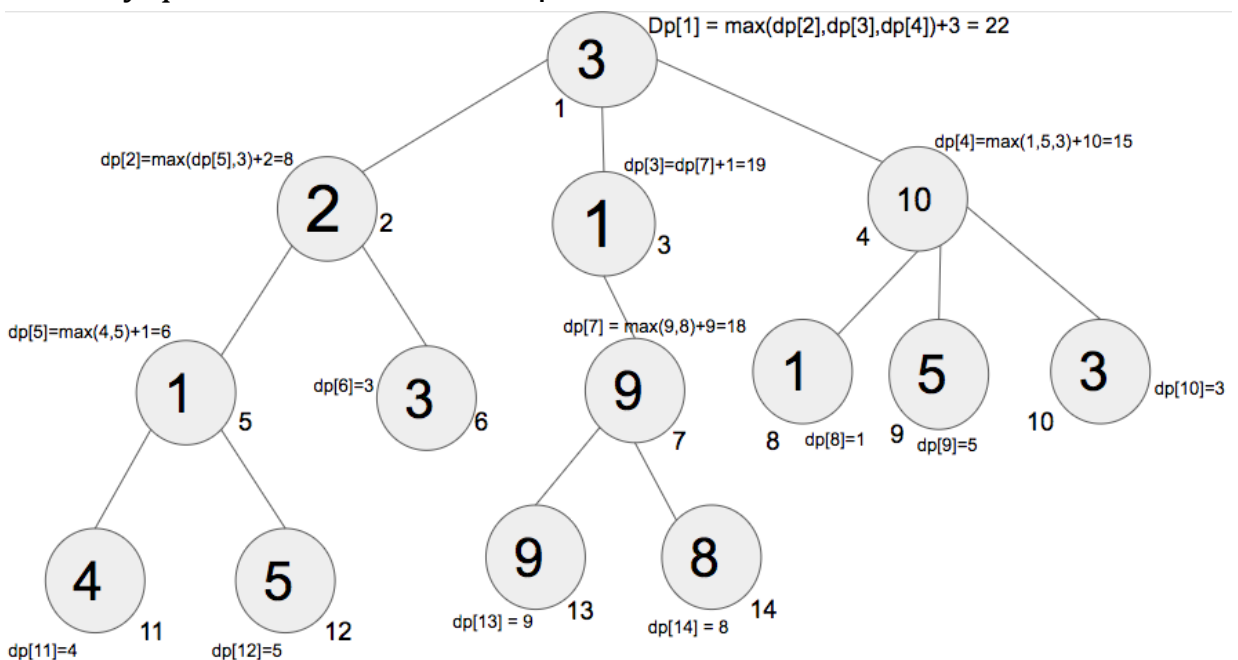 Dp[1] = max(dp[2],dp[3],dp[4])+3 = 22
3
1
dp[2]=max(dp[5],3)+2=8
2
2
dp[3]=dp[7]+1=19
1
3
dp[4]=max(1,5,3)+10=15
10
4
dp[5]=max(4,5)+1=6
1
5
dp[6]=3
3
6
dp[7] = max(9,8)+9=18
9
7
1
8
dp[8]=1
5
9
dp[9]=5
3
10
dp[10]=3
4
11
dp[11]=4
5
12
dp[12]=5
9
13
dp[13] = 9
8
14
dp[14] = 8